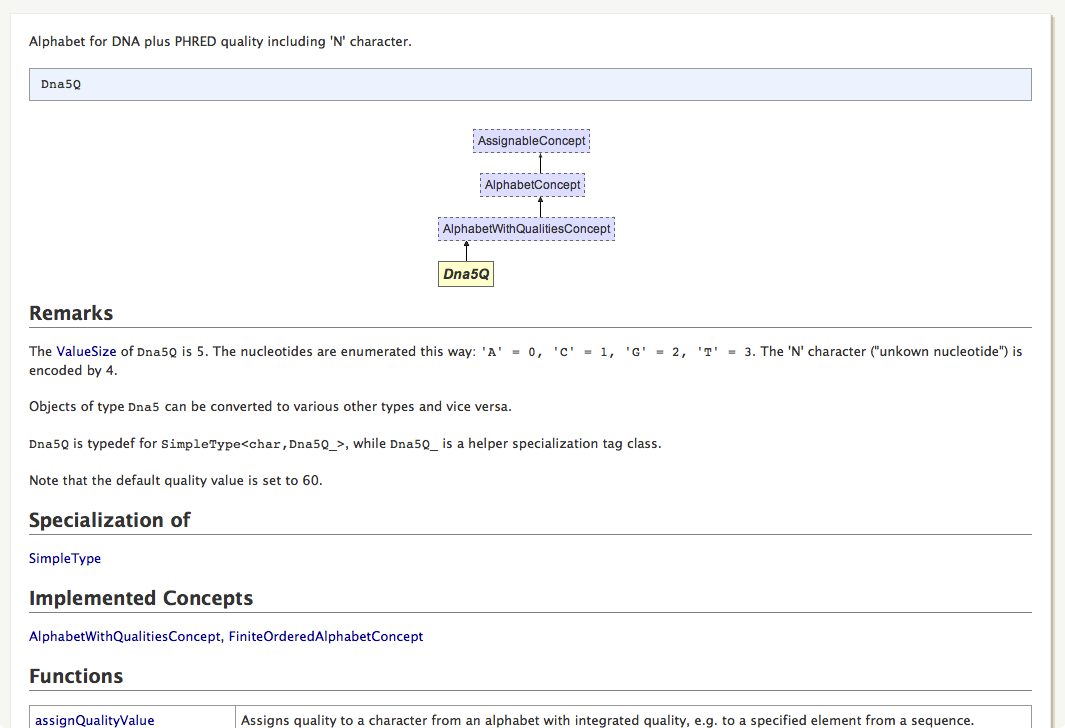 Alphabet for DNA plus PHRED quality including 'N' character.
Dna5Q
AssignableConcept
AlphabetConcept
AlphabetWithQualitiesConcept
Dna5Q
Remarks
The ValueSize of Dna5Q is 5. The nucleotides are enumerated this way: 'A' = 0, 'C' = 1, 'G' = 2, 'T' = 3. The 'N' character ("unkown nucleotide") is
encoded by 4.
Objects of type Dna5 can be converted to various other types and vice versa.
Dna5Q is typedef for SimpleType<char,Dna5Q_>, while Dna5Q_ is a helper specialization tag class.
Note that the default quality value is set to 60.
Specialization of
SimpleType
Implemented Concepts
AlphabetWithQualitiesConcept, FiniteOrderedAlphabetConcept
Functions
assignQualityValue Assigns quality to a character from an alphabet with integrated quality, e.g. to a specified element from a sequence.